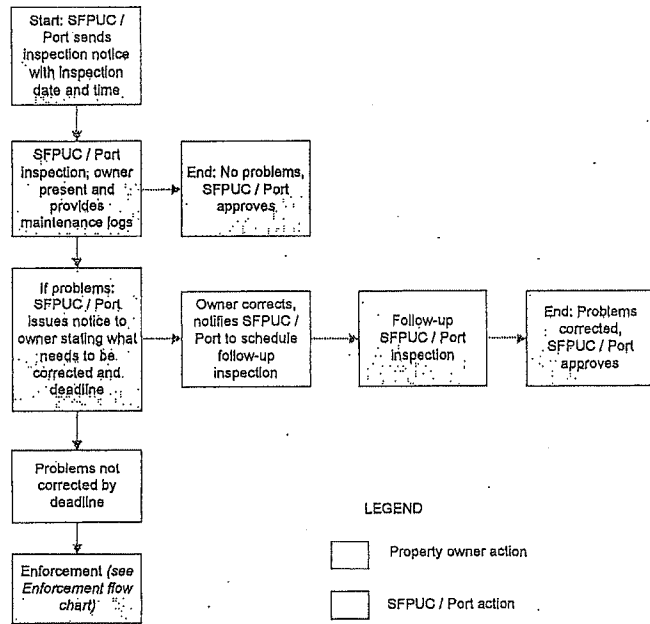 Start: SFPUC /
Port sends
inspection notice
with inspection
date and time
SFPUC / Port
inspection; owner
present and
provides
maintenance logs
End: No problems,
SFPUC / Port
approves
If problems:
SFPUC / Port
issues notice to
owner stating what
needs to be
corrected and
deadline
Owner corrects,
notifies SFPUC /
Port to schedule
follow-up
inspection
Follow-up
SFPUC / Port
inspection
End: Problems
corrected,
SFPUC / Port
approves
Problems not
corrected by
deadline
Enforcement (see
Enforcement flow
chart)
LEGEND
Property owner action
SFPUC / Port action